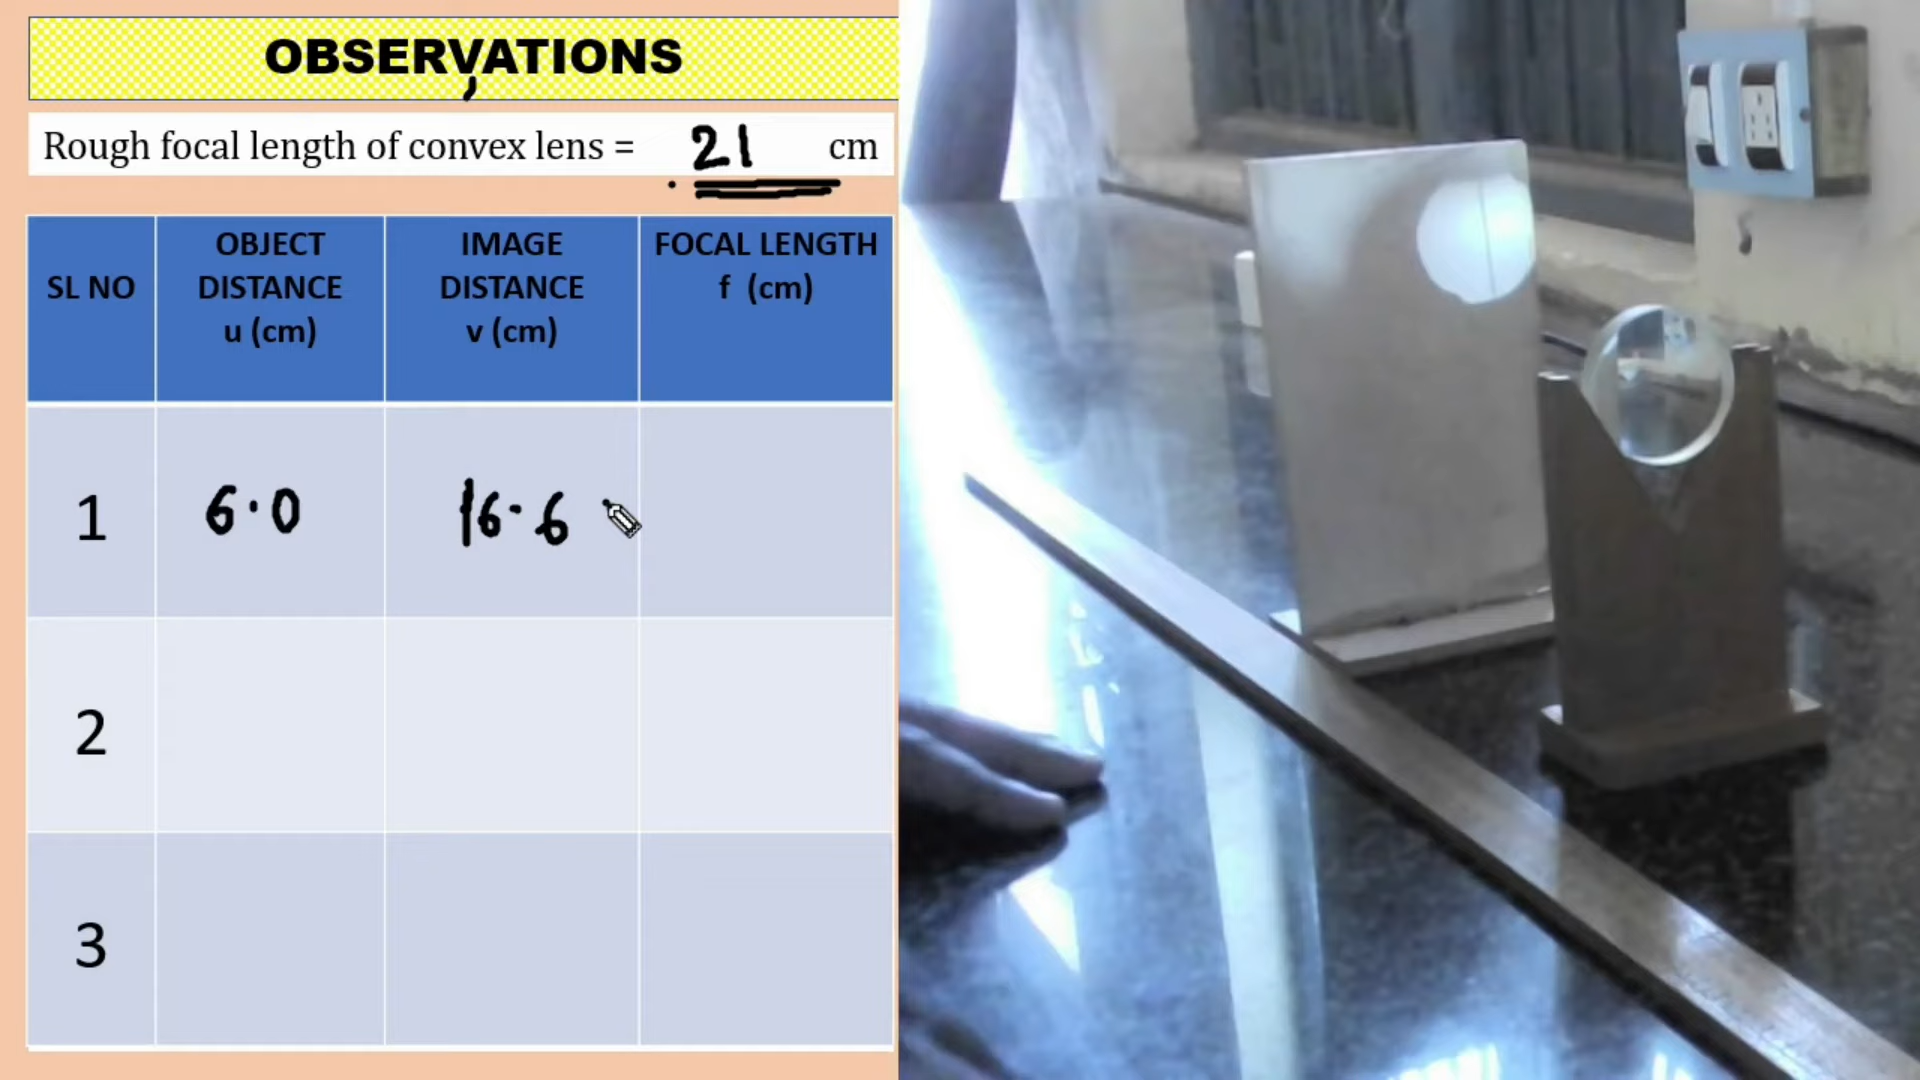 OBSERVATIONS
Rough focal length of convex lens = 21 cm
SL NO
OBJECT
DISTANCE
u (cm)
IMAGE
DISTANCE
v (cm)
FOCAL LENGTH
f (cm)
1
6.0
16.6
2
3